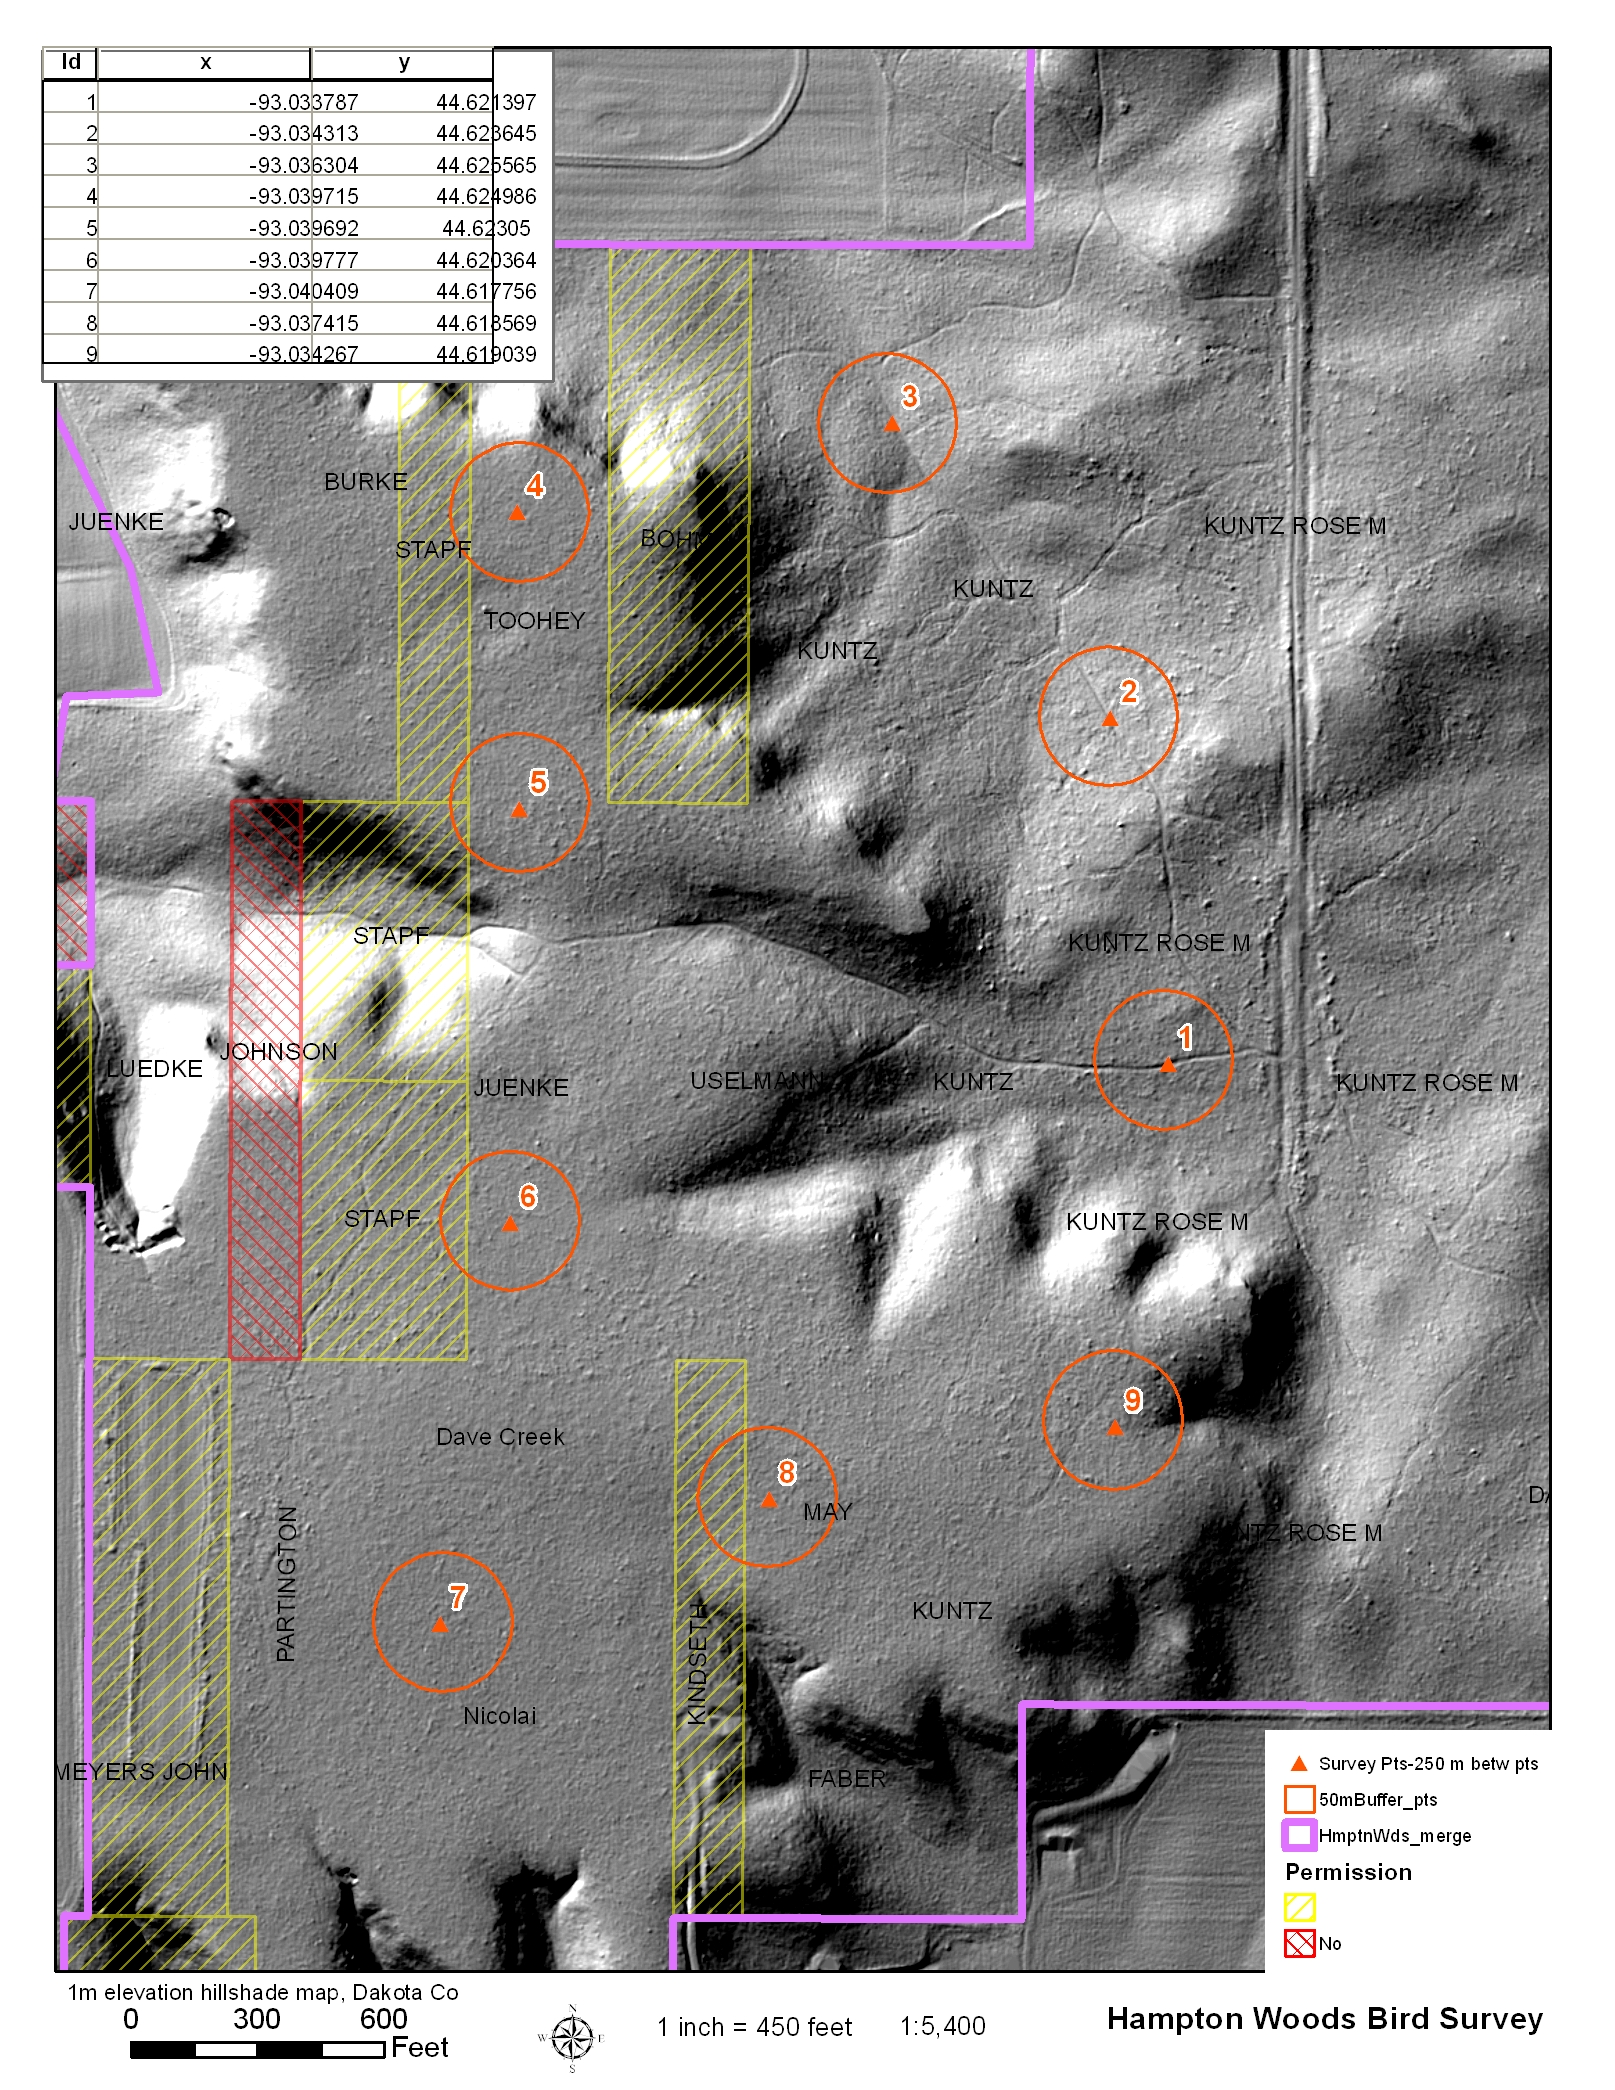 Id x y
1 -93.033787 44.621397
2 -93.034313 44.623645
3 -93.036304 44.625565
4 -93.039715 44.624986
5 -93.039692 44.62305
6 -93.039777 44.620364
7 -93.040409 44.617756
8 -93.037415 44.618569
9 -93.034267 44.619039
3
BURKE
4
JUENKE
KUNTZ ROSE M
BOHN
STAPF
KUNTZ
TOOHEY
KUNTZ
2
5
STAPF
KUNTZ ROSE M
1
JOHNSON
LUEDKE
JUENKE
USELMANN
KUNTZ
KUNTZ ROSE M
6
STAPF
KUNTZ ROSE M
9
Dave Creek
8
MAY
KUNTZ ROSE M
PARTINGTON
7
KUNTZ
KINDSETH
Nicolai
MEYERS JOHN
FABER
Survey Pts-250 m betw pts
50mBuffer_pts
HmptnWds_merge
Permission
No
1m elevation hillshade map, Dakota Co
0 300 600
Feet
N
W E
S
1 inch = 450 feet 1:5,400
Hampton Woods Bird Survey